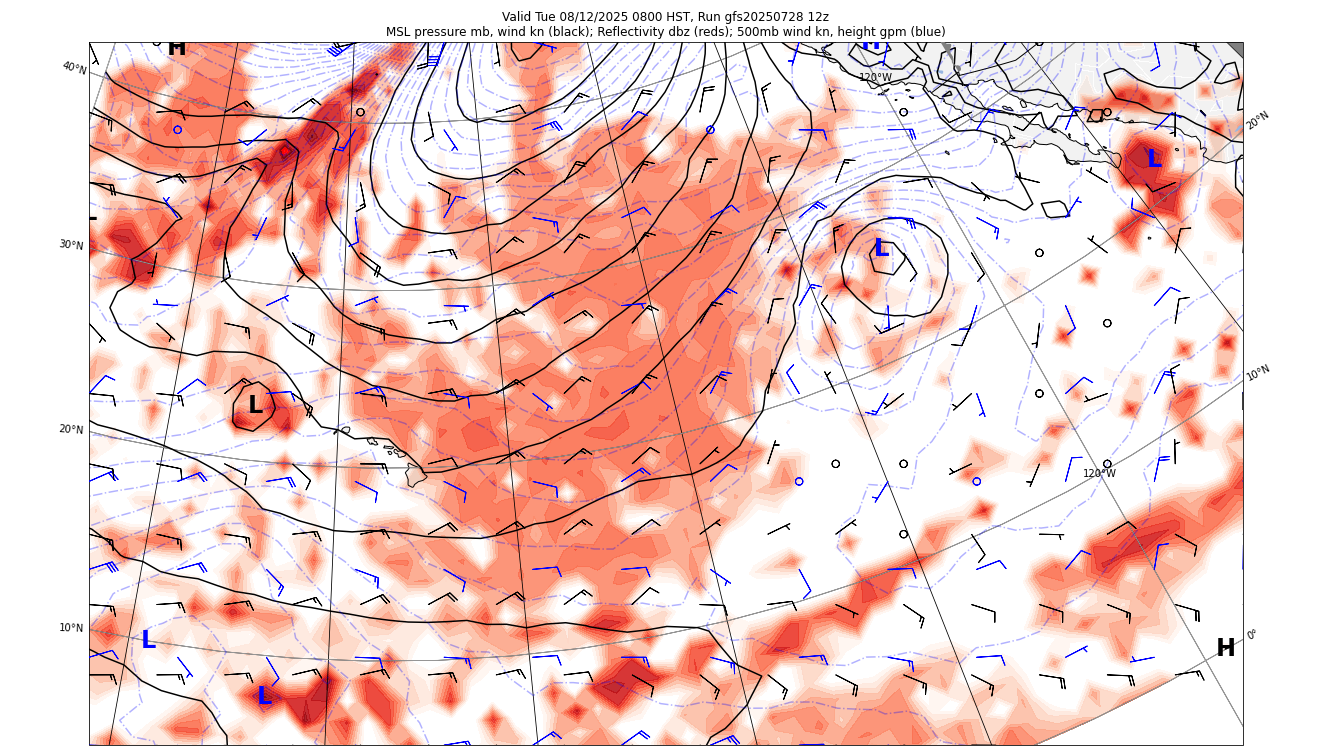 Valid Tue 08/12/2025 0800 HST, Run gfs20250728 12z
MSL pressure mb, wind kn (black); Reflectivity dbz (reds); 500mb wind kn, height gpm (blue)
H
H
40°N
120°W
20°N
L
30°N
L
10°N
L
20°N
120°W
10°N
L
0°
H
L